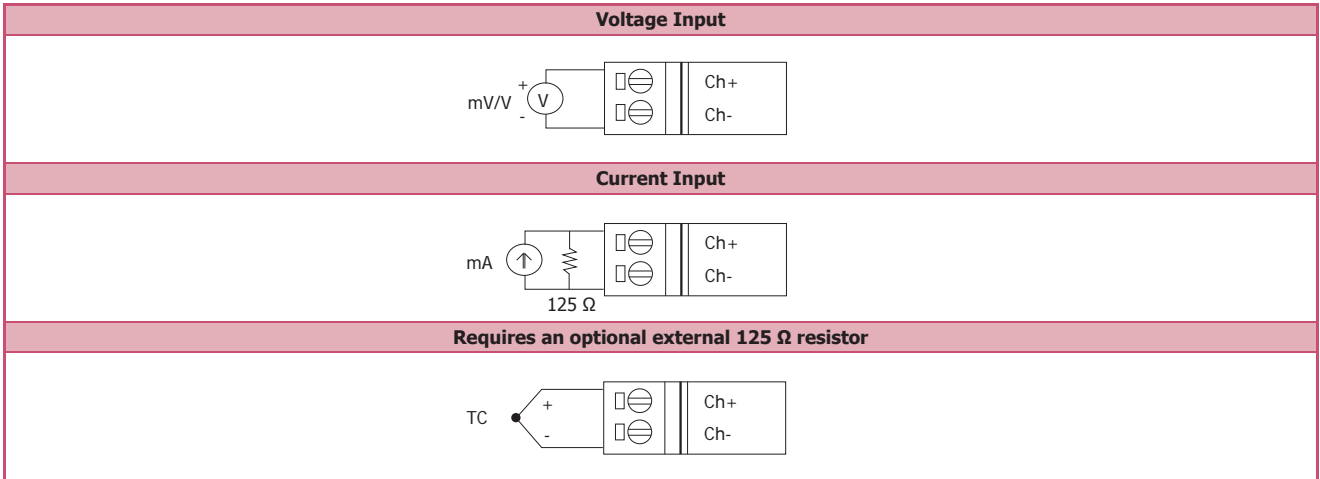 Voltage Input
mV/V + V -
Ch+
Ch-
Current Input
mA
125 Ω
Ch+
Ch-
Requires an optional external 125 Ω resistor
TC + -
Ch+
Ch-